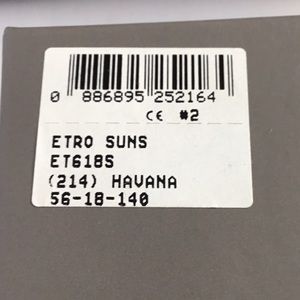 0 886895 252164
CE #2
ETRO SUNS
ET618S
(214) HAVANA
56-18-140